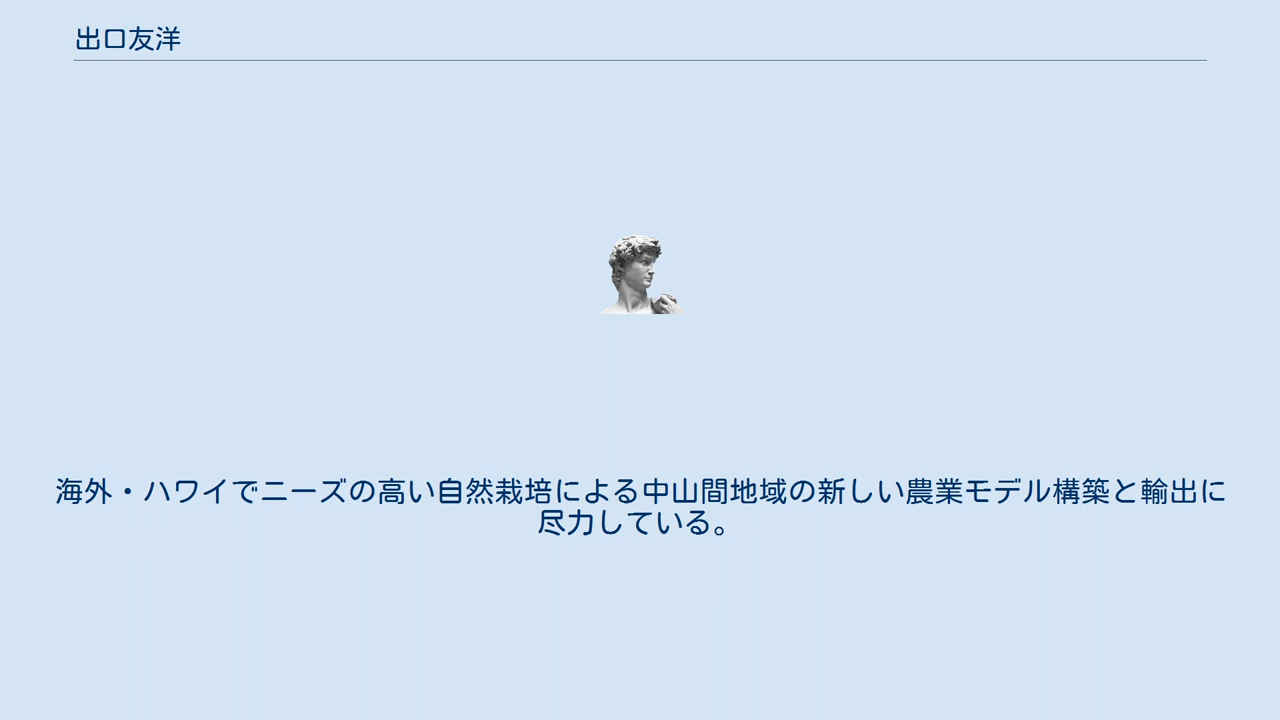 出口友洋
海外・ハワイでニーズの高い自然栽培による中山間地域の新しい農業モデル構築と輸出に
尽力している。